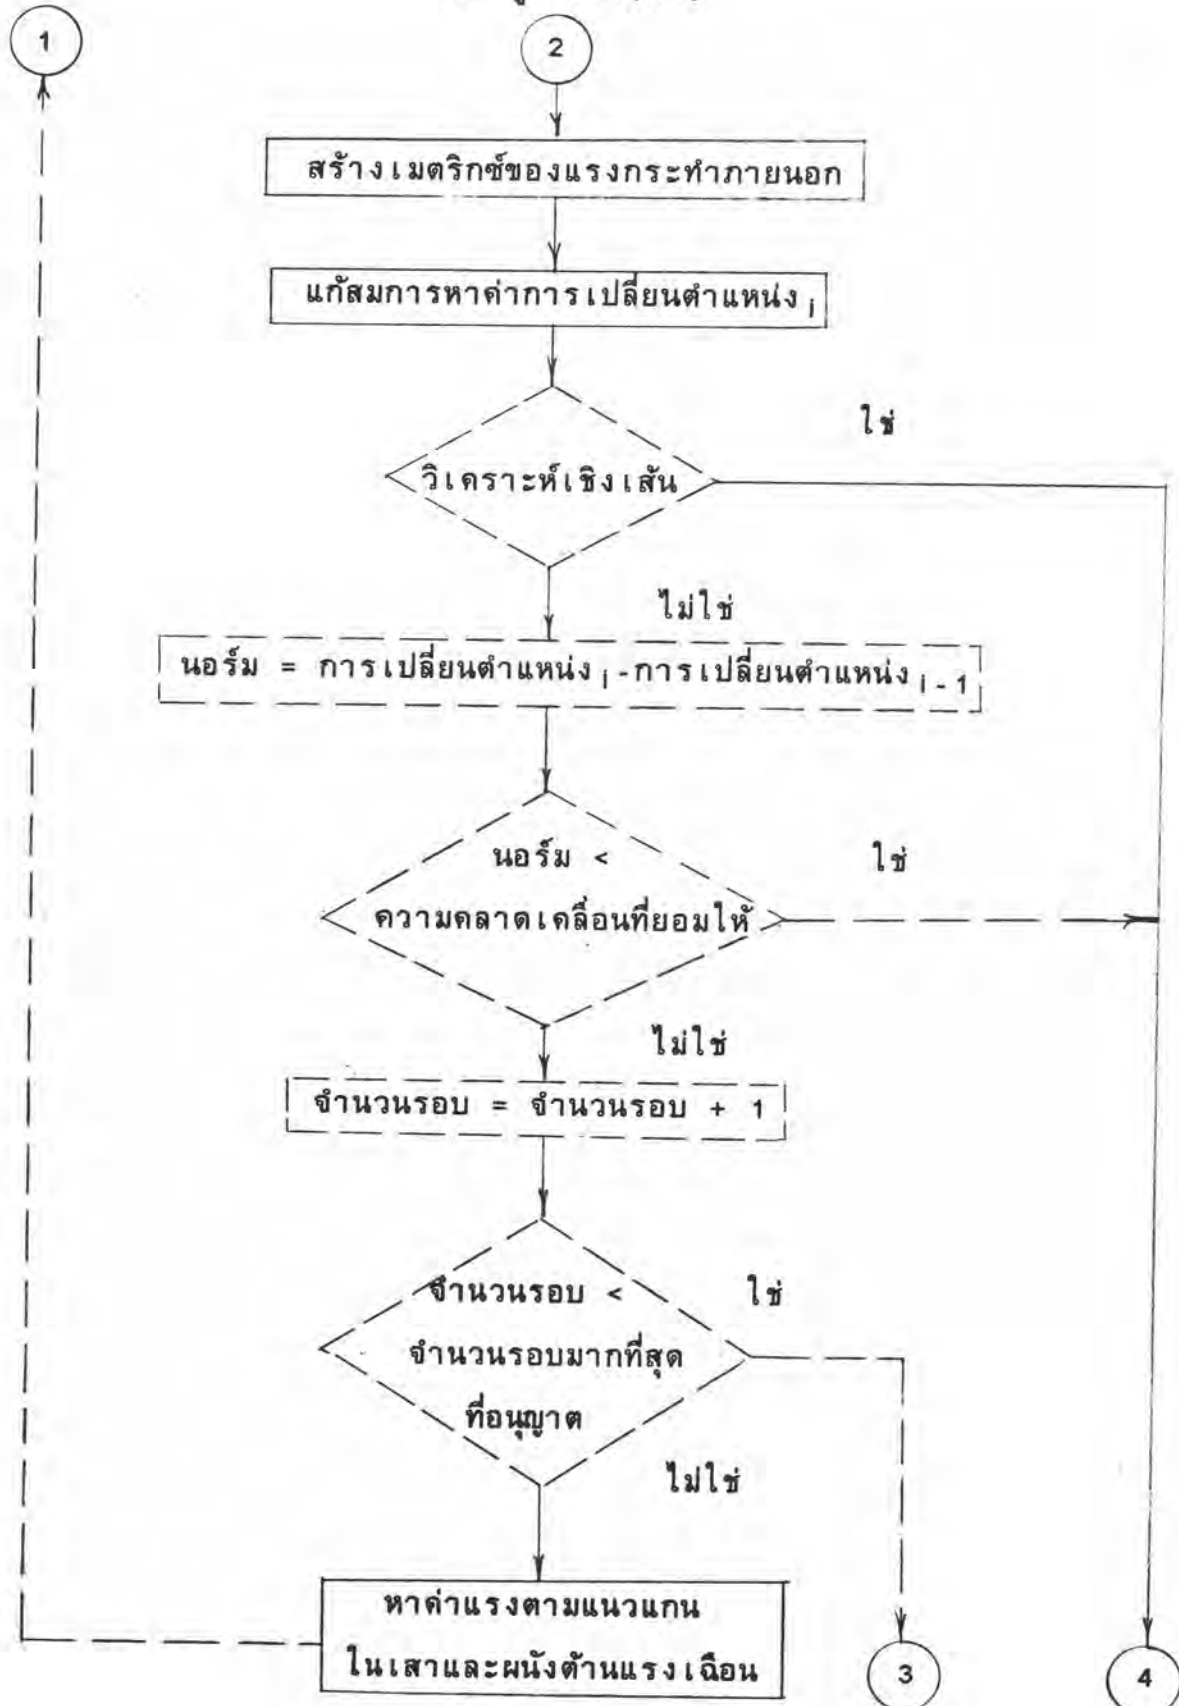 1
2
สร้างเมตริกซ์ของแรงกระทำภายนอก
แก้สมการหาค่าการเปลี่ยนตำแหน่ง i
ใช่
วิเคราะห์เชิงเส้น
ไม่ใช่
นอร์ม = การเปลี่ยนตำแหน่ง i - การเปลี่ยนตำแหน่ง i - 1
นอร์ม <
ใช่
ความคลาดเคลื่อนที่ยอมให้
ไม่ใช่
จำนวนรอบ = จำนวนรอบ + 1
จำนวนรอบ <
ใช่
จำนวนรอบมากที่สุด
ที่อนุญาต
ไม่ใช่
หาค่าแรงตามแนวแกน
ในเสาและผนังต้านแรงเฉือน
3
4